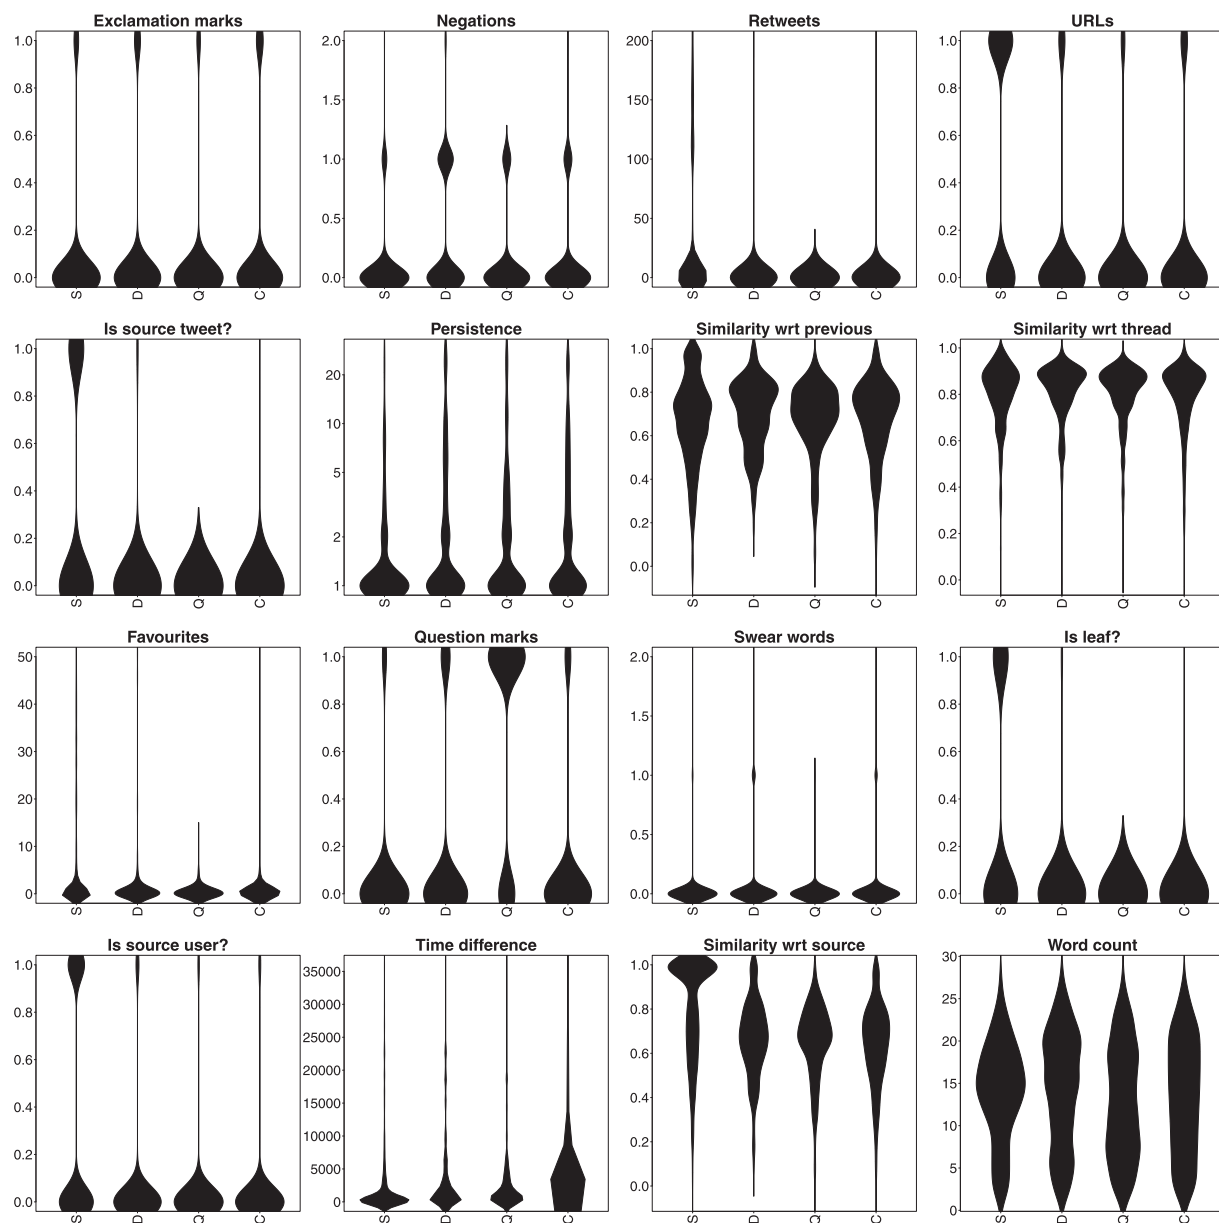 Exclamation marks
1.0
0.8
0.6
0.4
0.2
0.0
S D Q C
Negations
2.0
1.5
1.0
0.5
0.0
S D Q C
Retweets
200
150
100
50
0
S D Q C
URLs
1.0
0.8
0.6
0.4
0.2
0.0
S D Q C
Is source tweet?
1.0
0.8
0.6
0.4
0.2
0.0
S D Q C
Persistence
20
10
5
2
1
S D Q C
Similarity wrt previous
1.0
0.8
0.6
0.4
0.2
0.0
S D Q C
Similarity wrt thread
1.0
0.8
0.6
0.4
0.2
0.0
S D Q C
Favourites
50
40
30
20
10
0
S D Q C
Question marks
1.0
0.8
0.6
0.4
0.2
0.0
S D Q C
Swear words
2.0
1.5
1.0
0.5
0.0
S D Q C
Is leaf?
1.0
0.8
0.6
0.4
0.2
0.0
S D Q C
Is source user?
1.0
0.8
0.6
0.4
0.2
0.0
S D Q C
Time difference
35000
30000
25000
20000
15000
10000
5000
0
S D Q C
Similarity wrt source
1.0
0.8
0.6
0.4
0.2
0.0
S D Q C
Word count
30
25
20
15
10
5
0
S D Q C